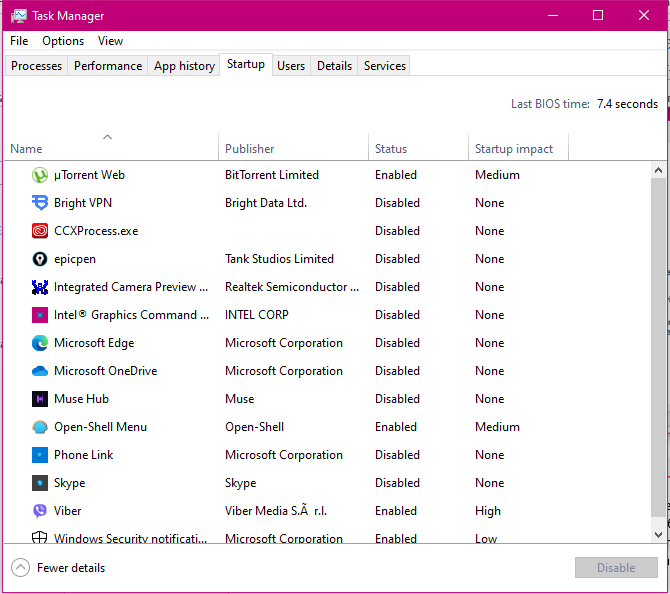 Task Manager
File Options View
Processes Performance App history Startup Users Details Services
Last BIOS time: 7.4 seconds
Name Publisher Status Startup impact
µTorrent Web BitTorrent Limited Enabled Medium
Bright VPN Bright Data Ltd. Disabled None
CCXProcess.exe Disabled None
epicpen Tank Studios Limited Disabled None
Integrated Camera Preview ... Realtek Semiconductor ... Disabled None
Intel® Graphics Command ... INTEL CORP Disabled None
Microsoft Edge Microsoft Corporation Disabled None
Microsoft OneDrive Microsoft Corporation Disabled None
Muse Hub Muse Disabled None
Open-Shell Menu Open-Shell Enabled Medium
Phone Link Microsoft Corporation Disabled None
Skype Skype Disabled None
Viber Viber Media S.Ã r.l. Enabled High
Windows Security notificati... Microsoft Corporation Enabled Low
Fewer details Disable